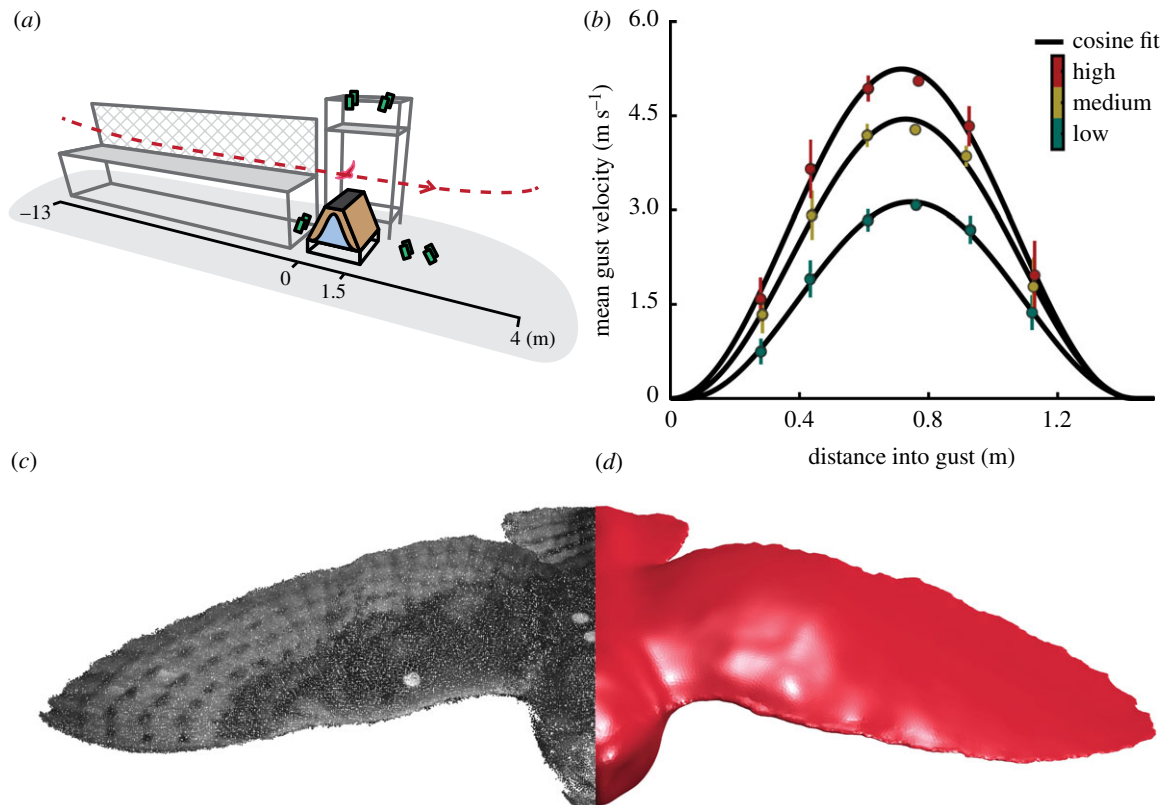 (a)
–13
0
1.5
4 (m)
(b)
6.0
4.5
3.0
1.5
0
mean gust velocity (m s⁻¹)
cosine fit
high
medium
low
0
0.4
0.8
1.2
distance into gust (m)
(c)
(d)